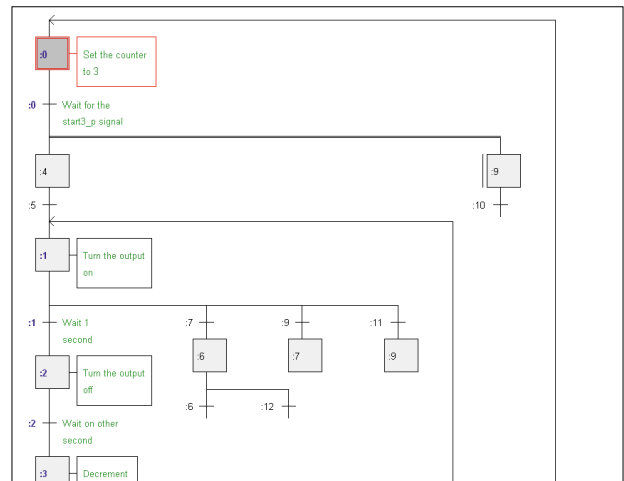 :0
Set the counter
to 3
:0
Wait for the
start3_p signal
:4
:9
:5
:10
:1
Turn the output
on
:1
Wait 1
second
:7
:9
:11
:6
:7
:9
:2
Turn the output
off
:6
:12
:2
Wait on other
second
:3
Decrement